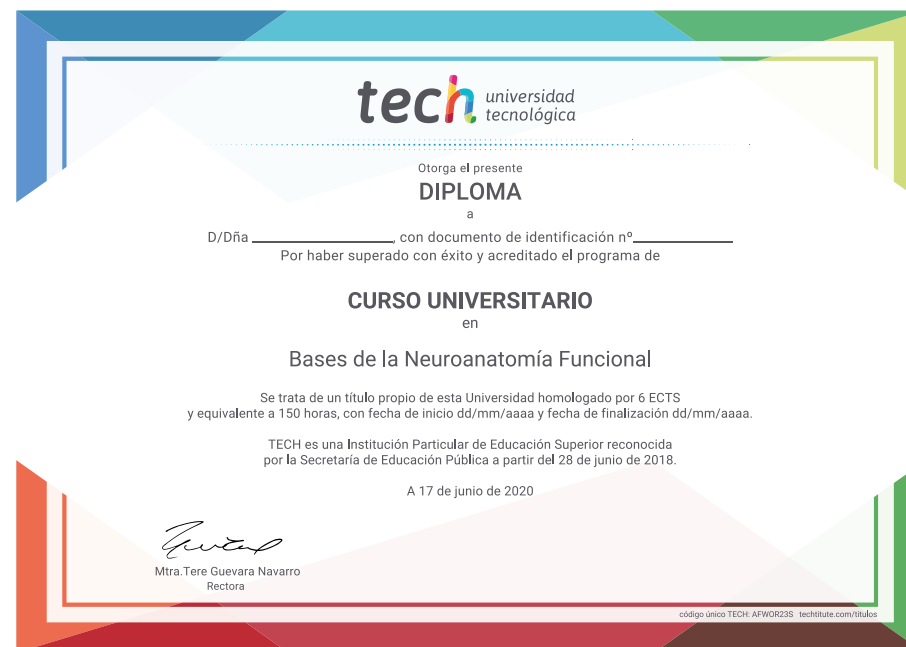 tech universidad
tecnológica
Otorga el presente
DIPLOMA
a
D/Dña ____________________, con documento de identificación nº______________
Por haber superado con éxito y acreditado el programa de
CURSO UNIVERSITARIO
en
Bases de la Neuroanatomía Funcional
Se trata de un título propio de esta Universidad homologado por 6 ECTS
y equivalente a 150 horas, con fecha de inicio dd/mm/aaaa y fecha de finalización dd/mm/aaaa.
TECH es una Institución Particular de Educación Superior reconocida
por la Secretaría de Educación Pública a partir del 28 de junio de 2018.
A 17 de junio de 2020
Mtra.Tere Guevara Navarro
Rectora
código único TECH: AFWOR23S techtitute.com/titulos